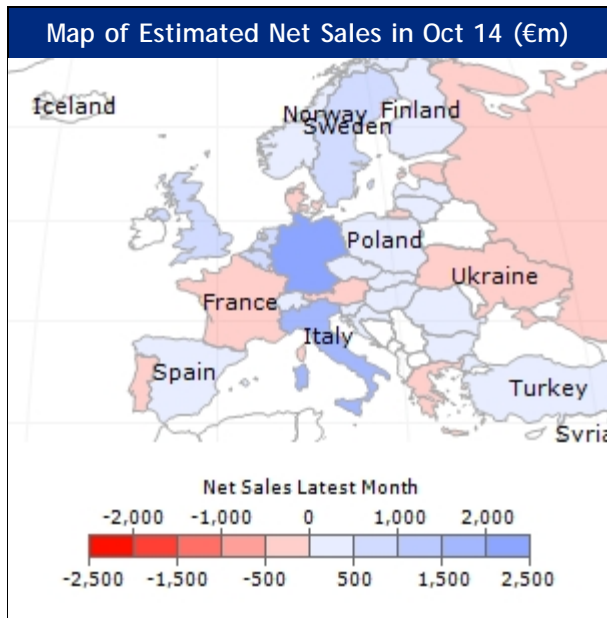 Map of Estimated Net Sales in Oct 14 (€m)
Iceland
Norway
Finland
Sweden
Poland
Ukraine
France
Italy
Spain
Turkey
Syria
Net Sales Latest Month
-2,000 -1,000 0 1,000 2,000
-2,500 -1,500 -500 500 1,500 2,500